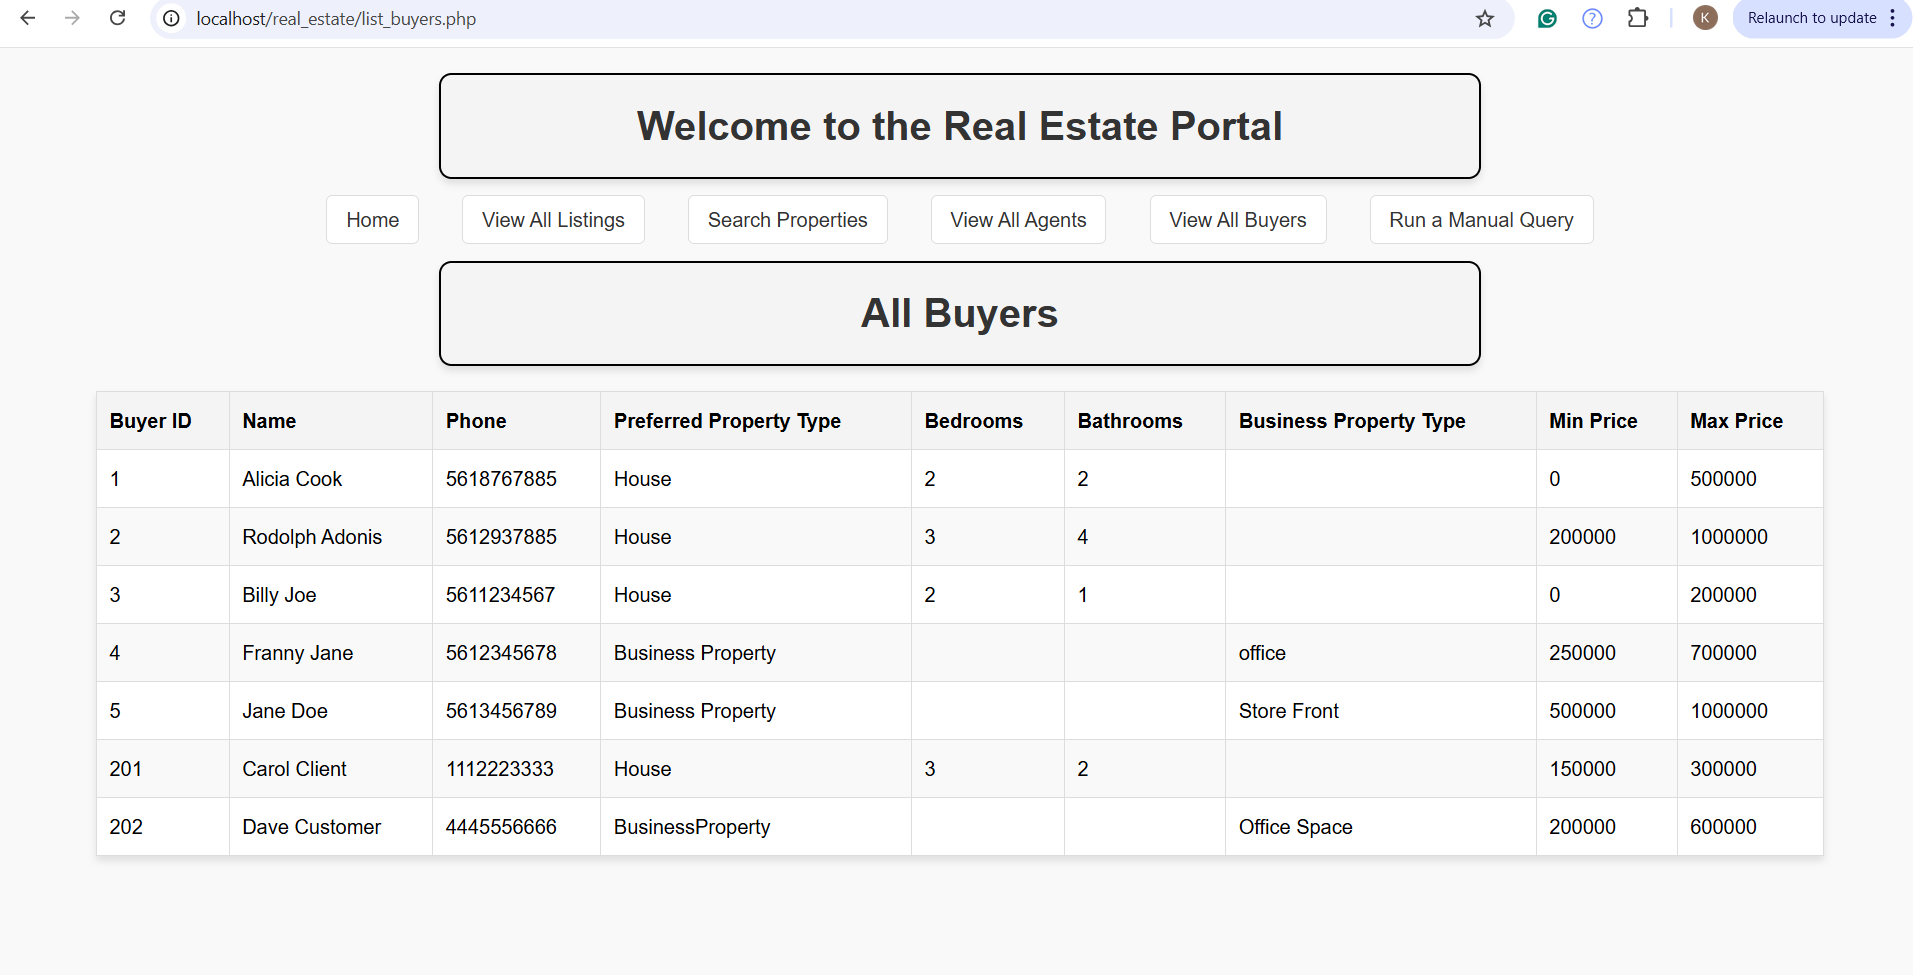 localhost/real_estate/list_buyers.php
K
Relaunch to update
Welcome to the Real Estate Portal
Home View All Listings Search Properties View All Agents View All Buyers Run a Manual Query
All Buyers
Buyer ID Name Phone Preferred Property Type Bedrooms Bathrooms Business Property Type Min Price Max Price
1 Alicia Cook 5618767885 House 2 2 0 500000
2 Rodolph Adonis 5612937885 House 3 4 200000 1000000
3 Billy Joe 5611234567 House 2 1 0 200000
4 Franny Jane 5612345678 Business Property office 250000 700000
5 Jane Doe 5613456789 Business Property Store Front 500000 1000000
201 Carol Client 1112223333 House 3 2 150000 300000
202 Dave Customer 4445556666 BusinessProperty Office Space 200000 600000